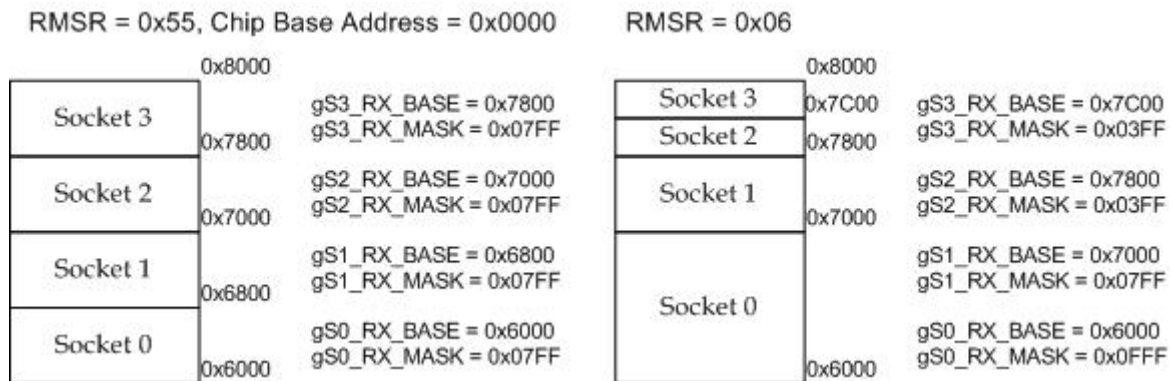 RMSR = 0x55, Chip Base Address = 0x0000
0x8000
Socket 3
gS3_RX_BASE = 0x7800
gS3_RX_MASK = 0x07FF
0x7800
Socket 2
gS2_RX_BASE = 0x7000
gS2_RX_MASK = 0x07FF
0x7000
Socket 1
gS1_RX_BASE = 0x6800
gS1_RX_MASK = 0x07FF
0x6800
Socket 0
gS0_RX_BASE = 0x6000
gS0_RX_MASK = 0x07FF
0x6000
RMSR = 0x06
0x8000
Socket 3
0x7C00
gS3_RX_BASE = 0x7C00
gS3_RX_MASK = 0x03FF
Socket 2
0x7800
Socket 1
gS2_RX_BASE = 0x7800
gS2_RX_MASK = 0x03FF
0x7000
gS1_RX_BASE = 0x7000
gS1_RX_MASK = 0x07FF
Socket 0
gS0_RX_BASE = 0x6000
gS0_RX_MASK = 0x0FFF
0x6000